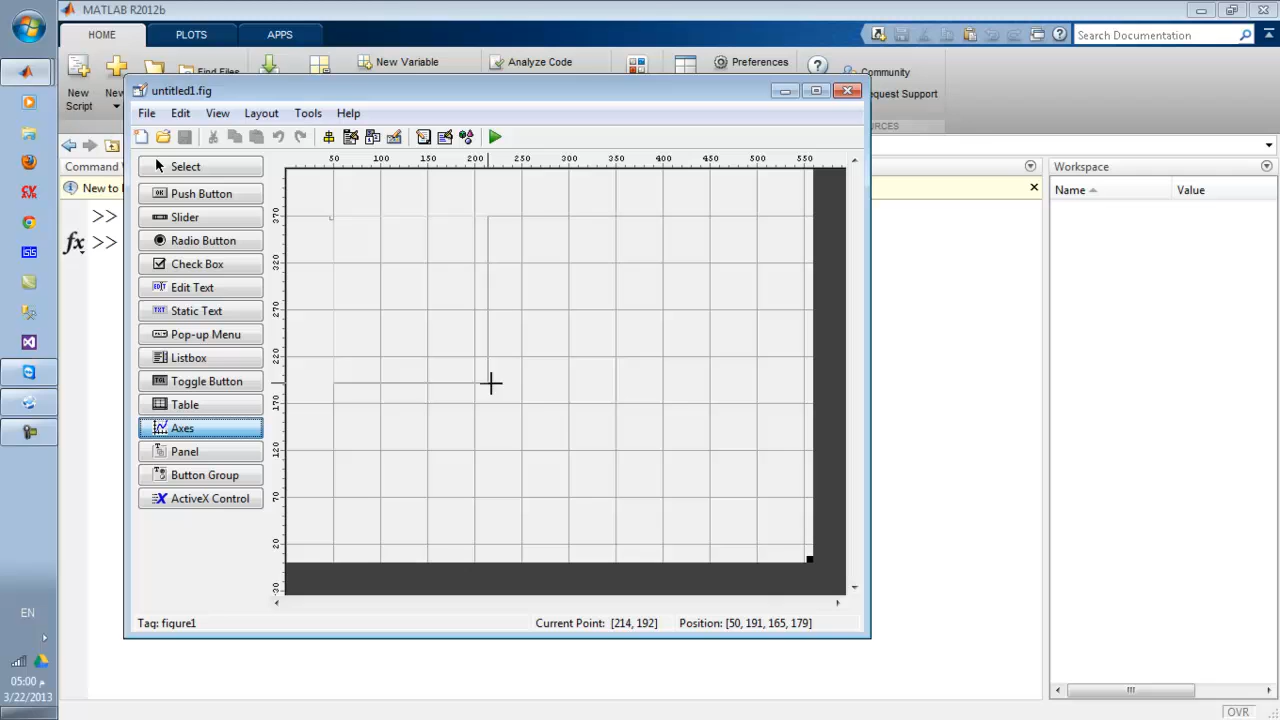 MATLAB R2012b
HOME
PLOTS
APPS
Search Documentation
New
Script
New
Find Files
New Variable
Analyze Code
Preferences
Community
Request Support
untitled1.fig
File Edit View Layout Tools Help
Command
New to
>>
fx >>
Select
Push Button
Slider
Radio Button
Check Box
Edit Text
Static Text
Pop-up Menu
Listbox
Toggle Button
Table
Axes
Panel
Button Group
ActiveX Control
50 100 150 200 250 300 350 400 450 500 550
370
320
270
220
170
120
70
20
-30
Tag: figure1
Current Point: [214, 192]
Position: [50, 191, 165, 179]
Workspace
Name
Value
EN
05:00 م
3/22/2013
OVR